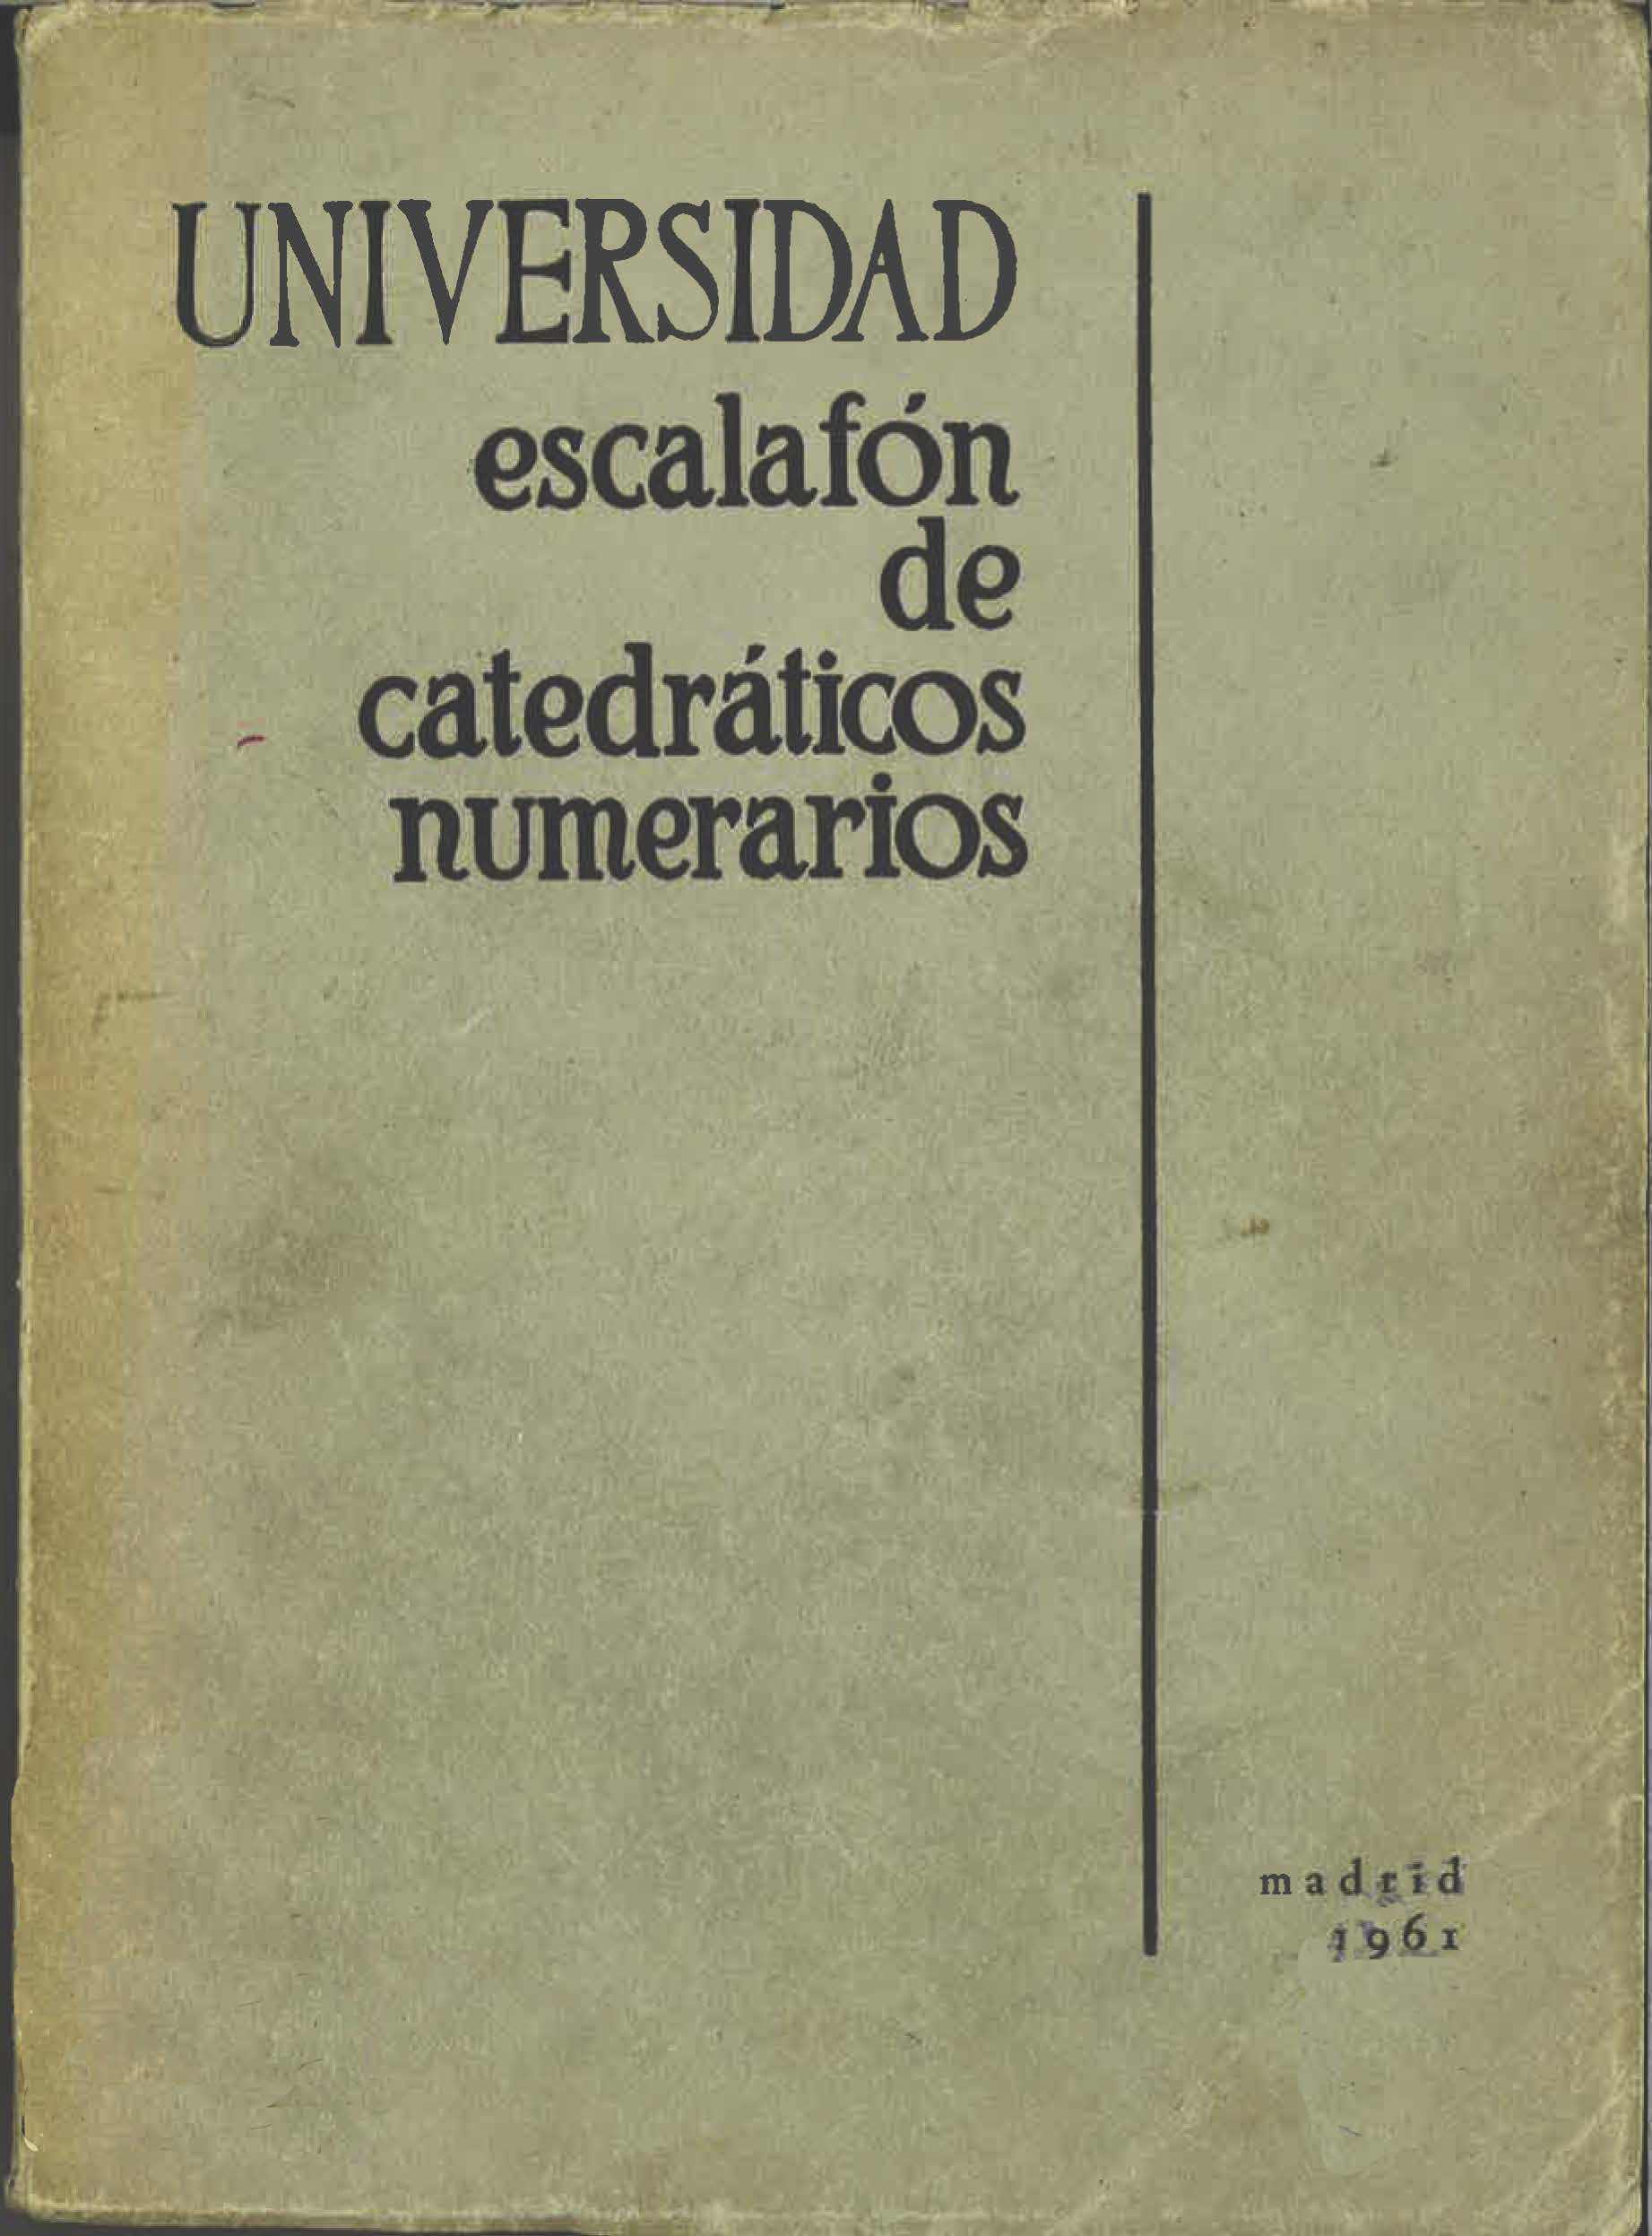 UNIVERSIDAD
escalafón
de
catedráticos
numerarios
madrid
1961